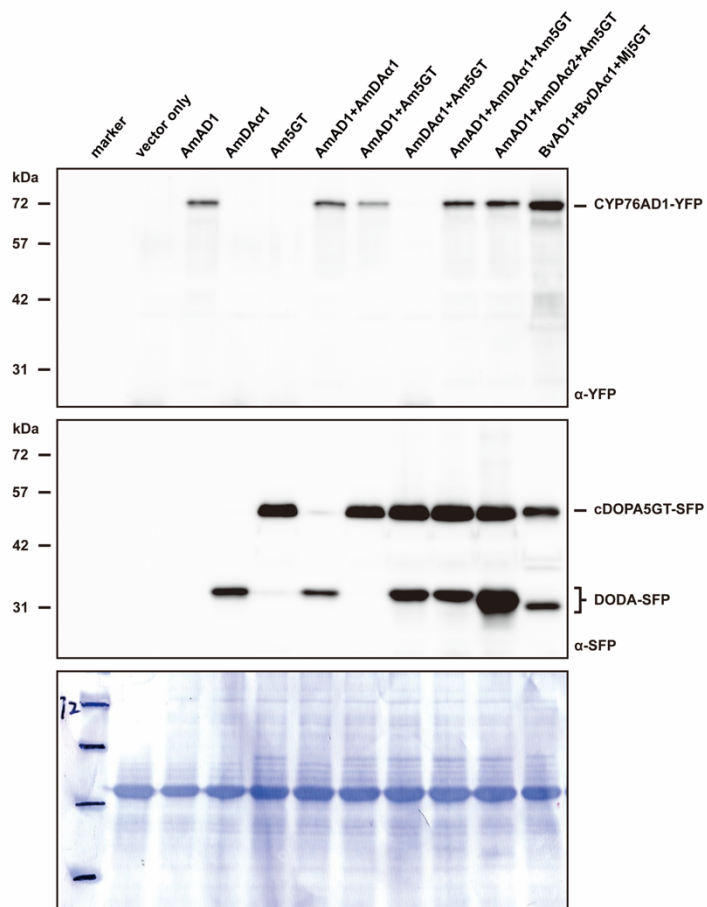 marker
vector only
AmAD1
AmDAα1
Am5GT
AmAD1+AmDAα1
AmAD1+Am5GT
AmDAα1+Am5GT
AmAD1+AmDAα1+Am5GT
AmAD1+AmDAα2+Am5GT
BvAD1+BvDAα1+Mj5GT
kDa
72
57
42
31
CYP76AD1-YFP
α-YFP
kDa
72
57
42
31
cDOPA5GT-SFP
DODA-SFP
α-SFP
72